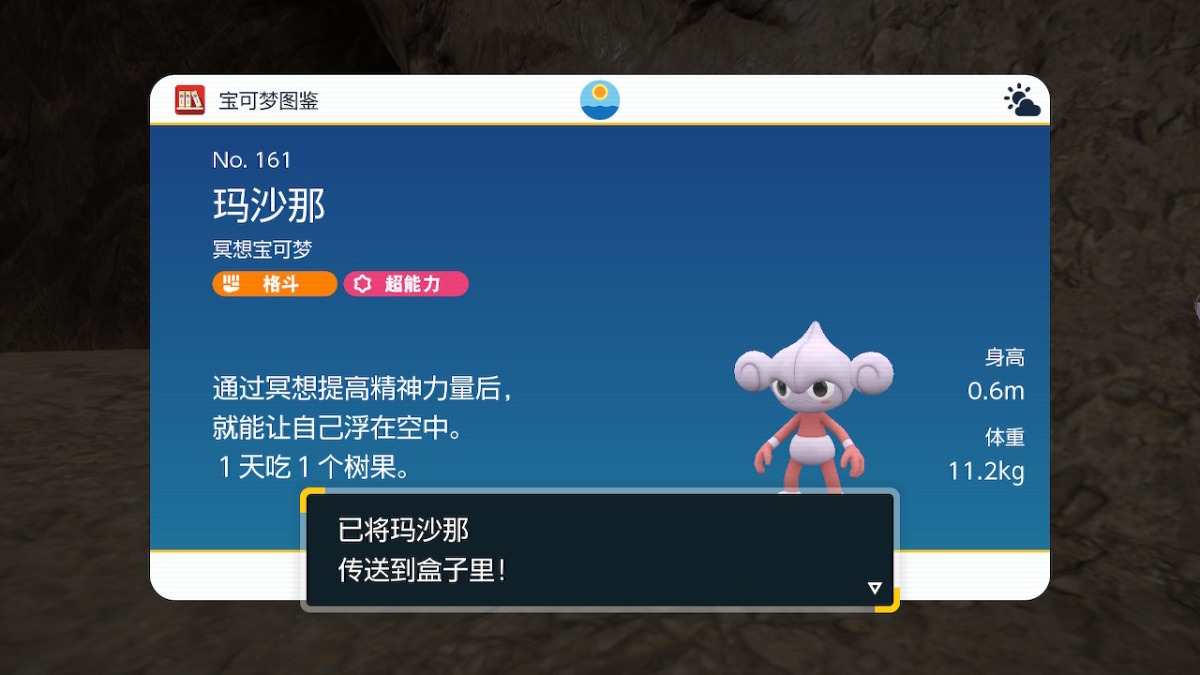 宝可梦图鉴
No. 161
玛沙那
冥想宝可梦
格斗 超能力
通过冥想提高精神力量后，
就能让自己浮在空中。
1天吃1个树果。
身高
0.6m
体重
11.2kg
已将玛沙那
传送到盒子里！